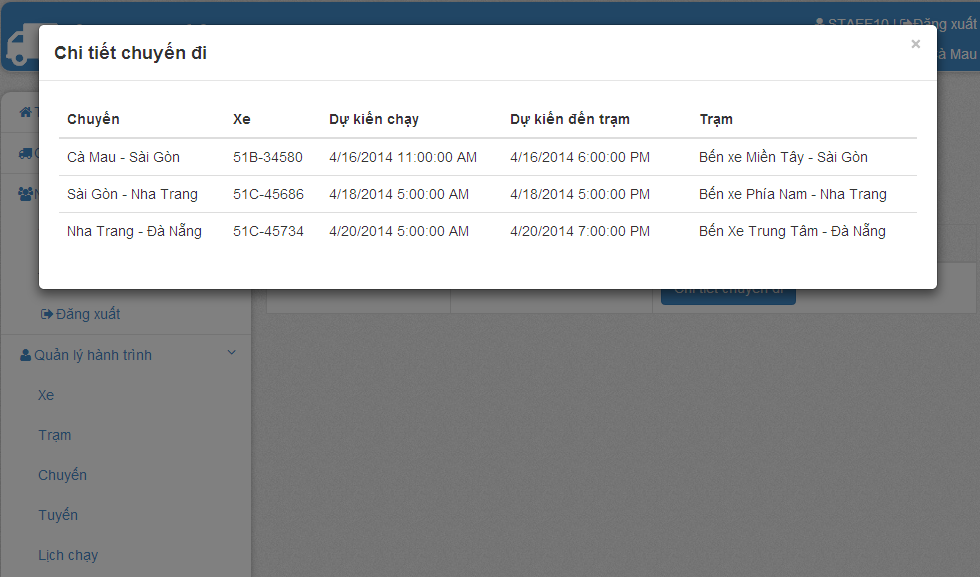 STAFF10 | Đăng xuất
Chi tiết chuyến đi ×
Mau
Chuyến Xe Dự kiến chạy Dự kiến đến trạm Trạm
Cà Mau - Sài Gòn 51B-34580 4/16/2014 11:00:00 AM 4/16/2014 6:00:00 PM Bến xe Miền Tây - Sài Gòn
Sài Gòn - Nha Trang 51C-45686 4/18/2014 5:00:00 AM 4/18/2014 5:00:00 PM Bến xe Phía Nam - Nha Trang
Nha Trang - Đà Nẵng 51C-45734 4/20/2014 5:00:00 AM 4/20/2014 7:00:00 PM Bến Xe Trung Tâm - Đà Nẵng
Chi tiết chuyến đi
Đăng xuất
Quản lý hành trình
Xe
Trạm
Chuyến
Tuyến
Lịch chạy